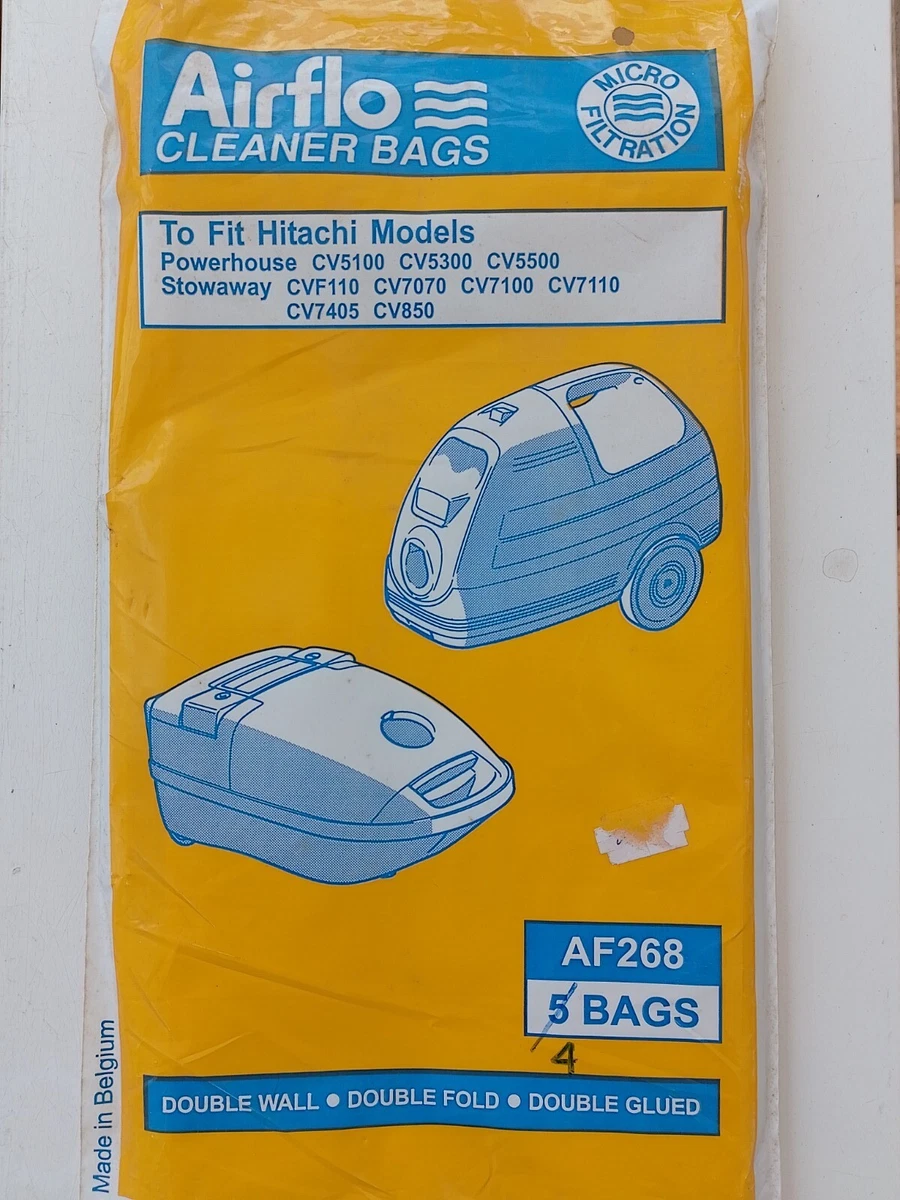 Airflo
CLEANER BAGS
MICRO
FILTRATION
To Fit Hitachi Models
Powerhouse CV5100 CV5300 CV5500
Stowaway CVF110 CV7070 CV7100 CV7110
CV7405 CV850
AF268
5 BAGS
4
DOUBLE WALL ● DOUBLE FOLD ● DOUBLE GLUED
Made in Belgium